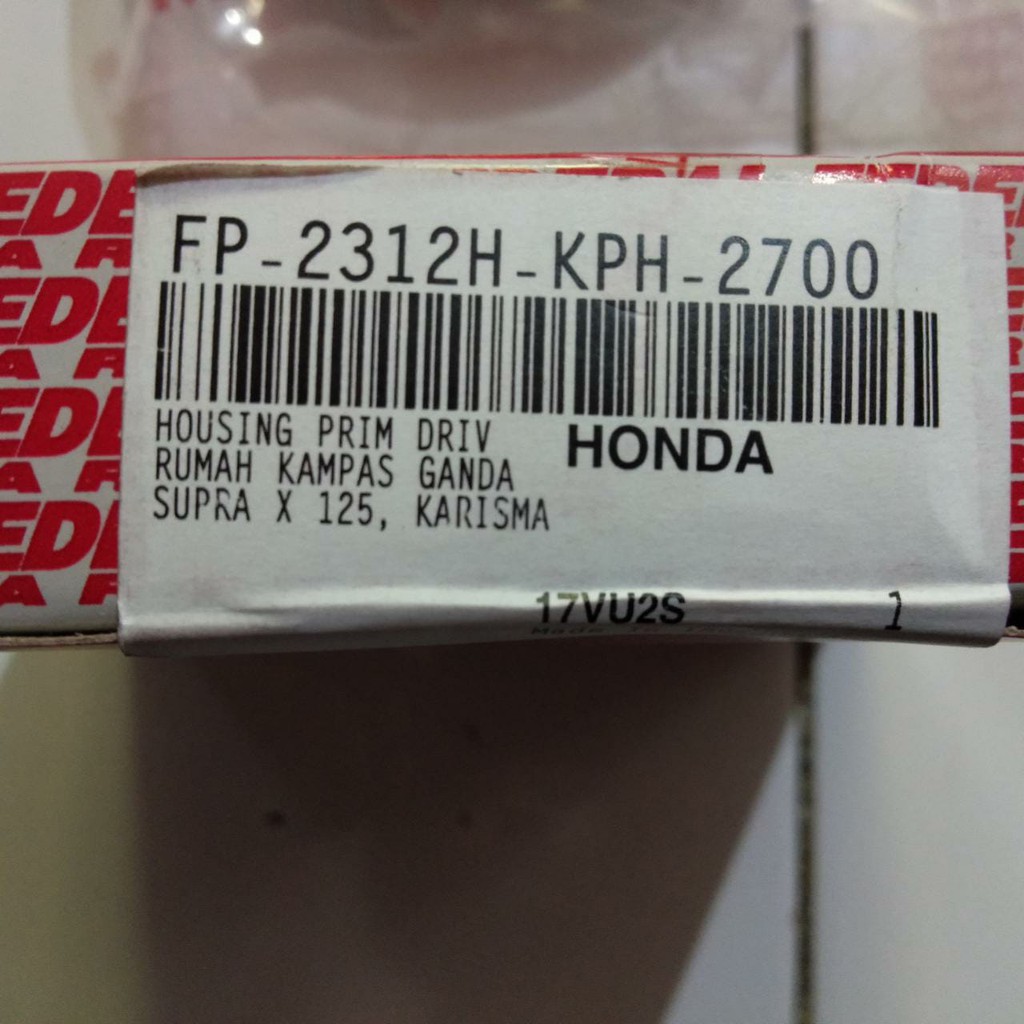 FP-2312H-KPH-2700
HOUSING PRIM DRIV
HONDA
RUMAH KAMPAS GANDA
SUPRA X 125, KARISMA
17VU2S
1